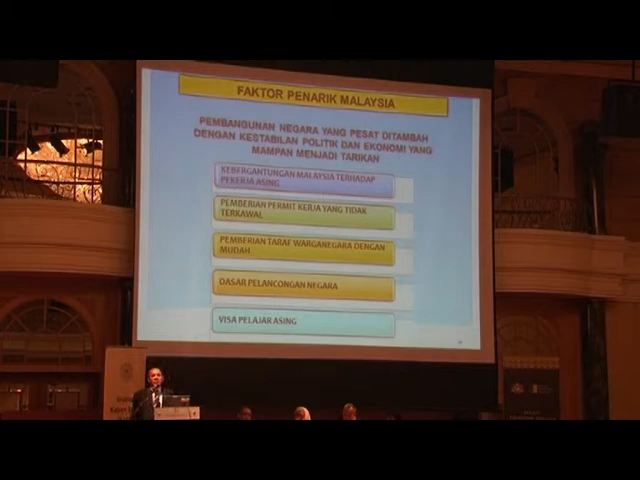 FAKTOR PENARIK MALAYSIA
PEMBANGUNAN NEGARA YANG PESAT DITAMBAH
DENGAN KESTABILAN POLITIK DAN EKONOMI YANG
MAMPAN MENJADI TARIKAN
KEBERGANTUNGAN MALAYSIA TERHADAP
PEKERJA ASING
PEMBERIAN PERMIT KERJA YANG TIDAK
TERKAWAL
PEMBERIAN TARAF WARGANEGARA DENGAN
MUDAH
DASAR PELANCONGAN NEGARA
VISA PELAJAR ASING